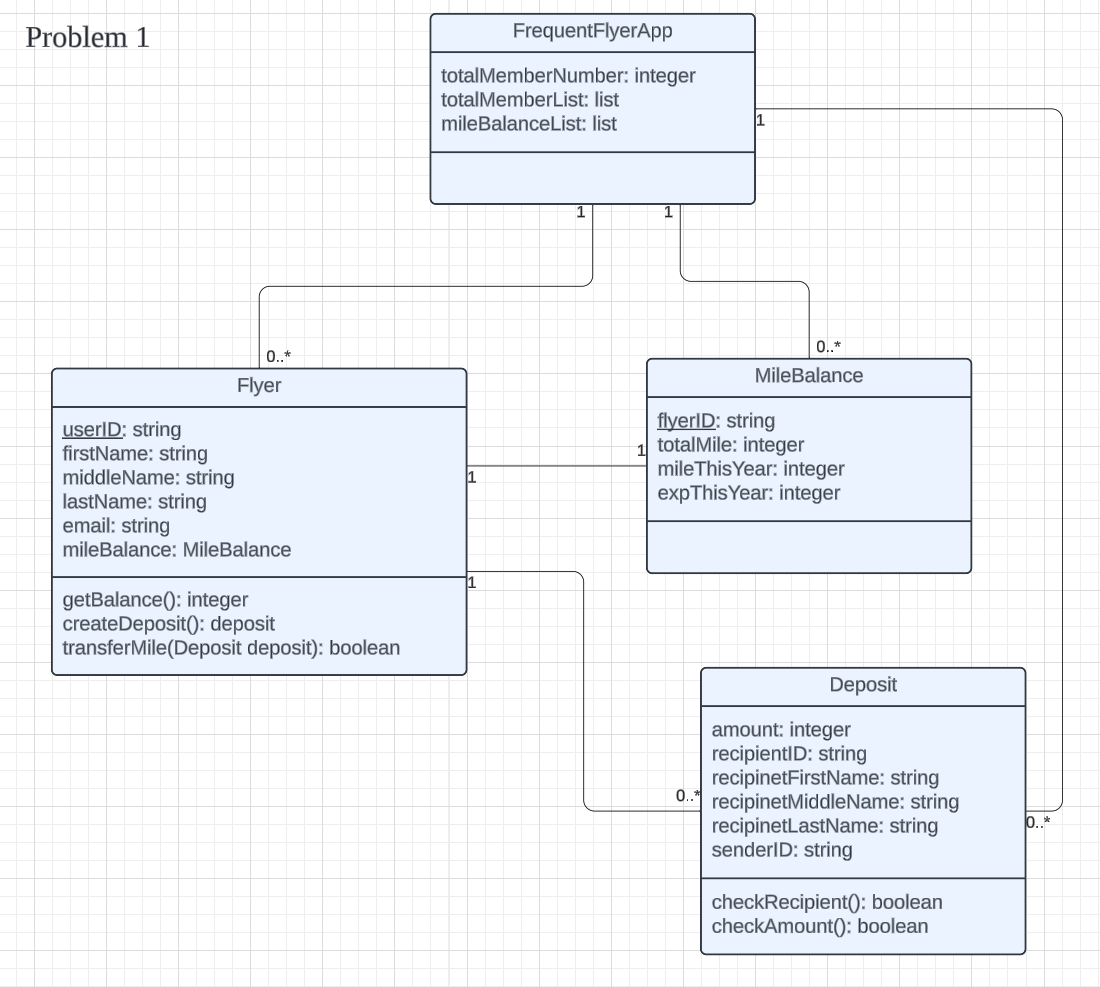 Problem 1
FrequentFlyerApp
totalMemberNumber: integer
totalMemberList: list
mileBalanceList: list
1
1
1
0..*
0..*
Flyer
userID: string
firstName: string
middleName: string
lastName: string
email: string
mileBalance: MileBalance
getBalance(): integer
createDeposit(): deposit
transferMile(Deposit deposit): boolean
1
1
1
MileBalance
flyerID: string
totalMile: integer
mileThisYear: integer
expThisYear: integer
Deposit
amount: integer
recipientID: string
recipinetFirstName: string
recipinetMiddleName: string
recipinetLastName: string
senderID: string
checkRecipient(): boolean
checkAmount(): boolean
0..*
0..*